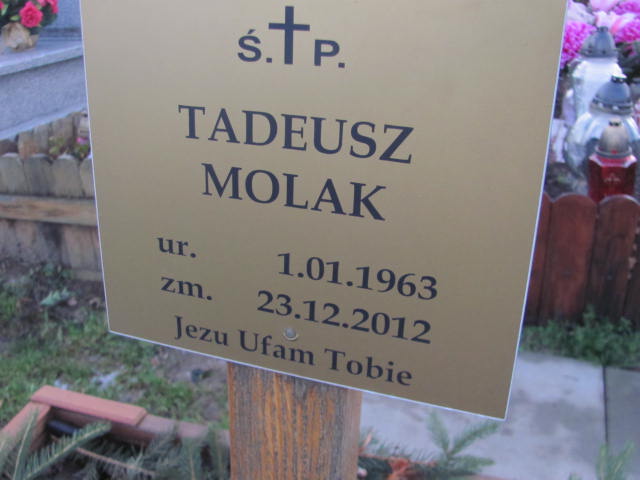 Ś.†P.
TADEUSZ
MOLAK
ur. 1.01.1963
zm. 23.12.2012
Jezu Ufam Tobie